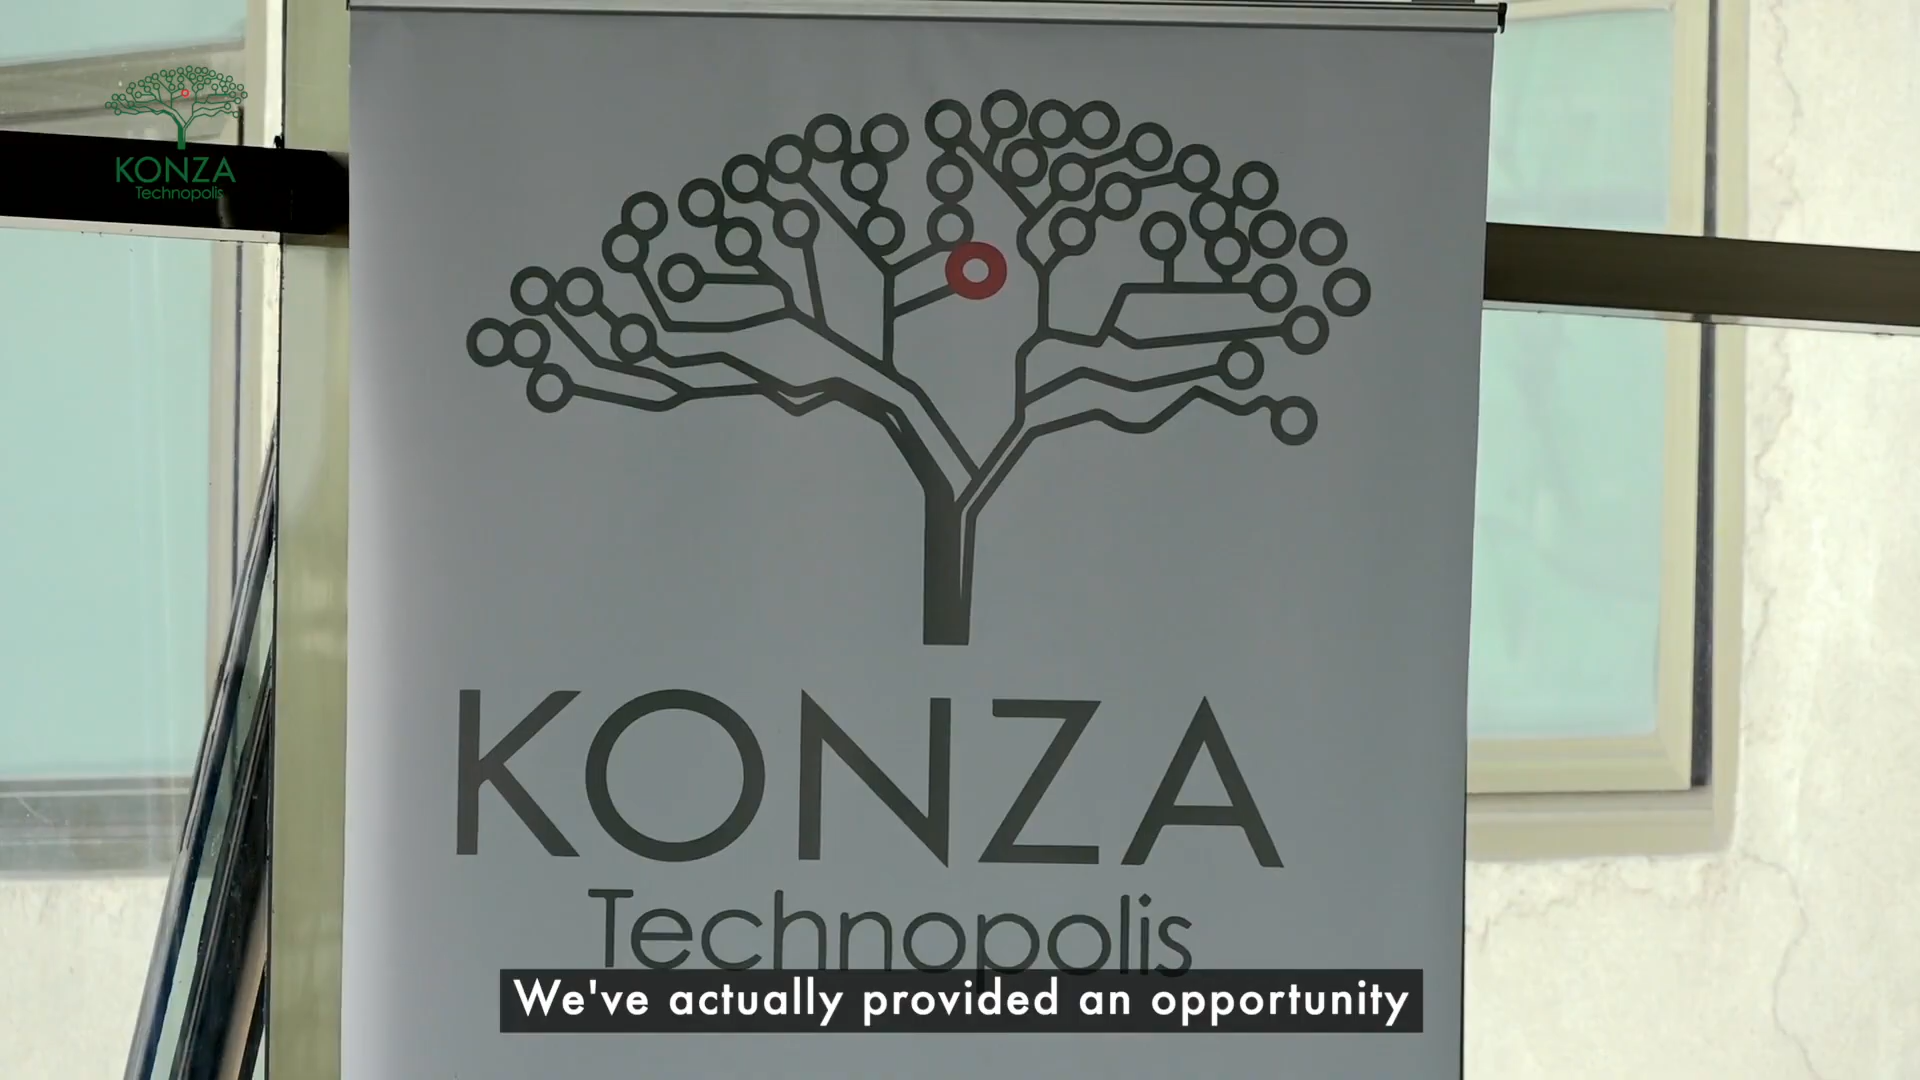 KONZA
Technopolis
KONZA
Technopolis
We've actually provided an opportunity